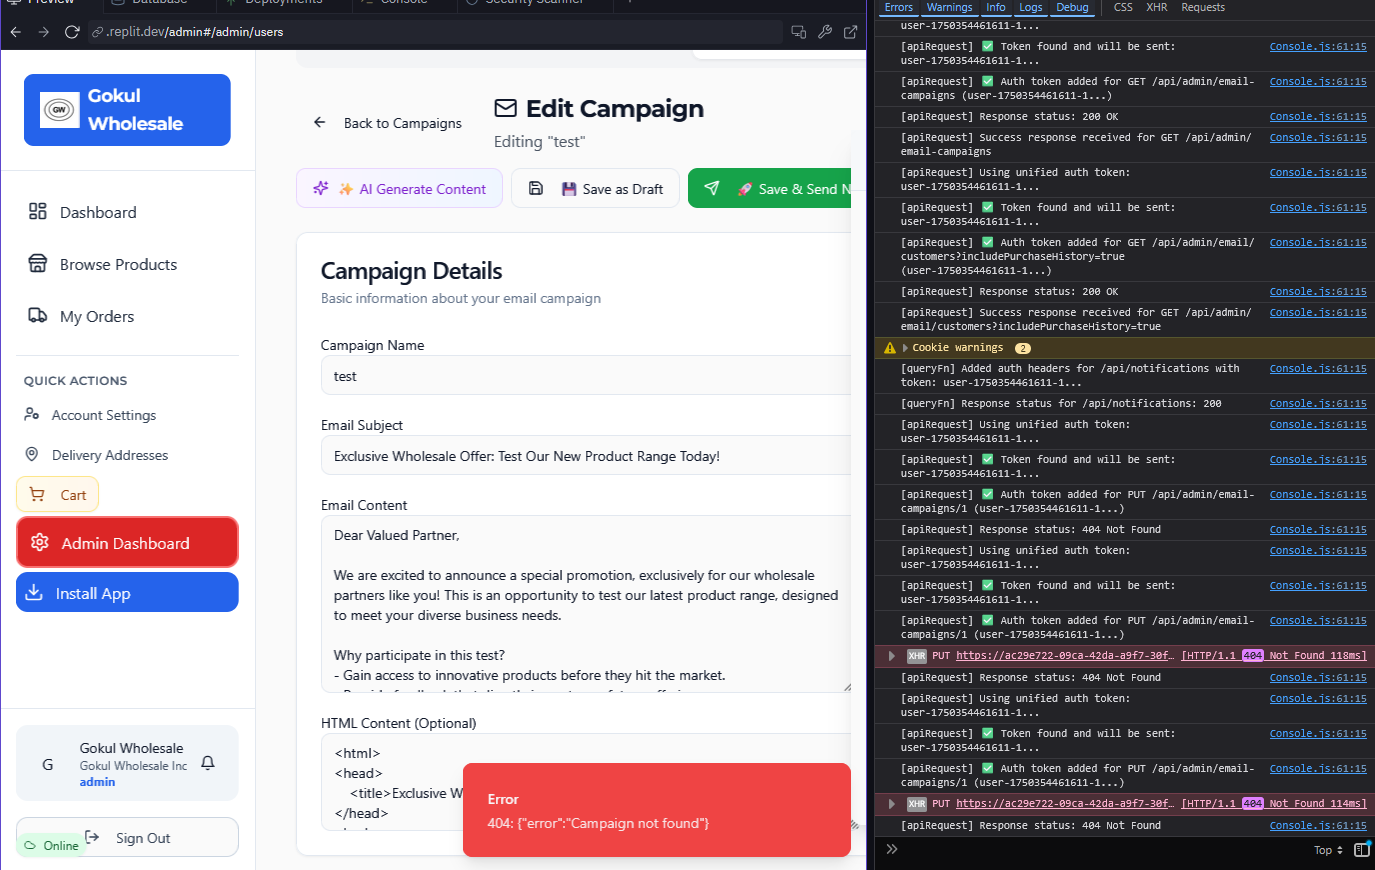 Preview
Database
Deployments
Console
Security Scanner
.replit.dev/admin#/admin/users
GW
Gokul
Wholesale
Dashboard
Browse Products
My Orders
QUICK ACTIONS
Account Settings
Delivery Addresses
Cart
Admin Dashboard
Install App
G
Gokul Wholesale
Gokul Wholesale Inc
admin
Sign Out
Online
Back to Campaigns
Edit Campaign
Editing "test"
✨ AI Generate Content
💾 Save as Draft
🚀 Save & Send N
Campaign Details
Basic information about your email campaign
Campaign Name
test
Email Subject
Exclusive Wholesale Offer: Test Our New Product Range Today!
Email Content
Dear Valued Partner,
We are excited to announce a special promotion, exclusively for our wholesale
partners like you! This is an opportunity to test our latest product range, designed
to meet your diverse business needs.
Why participate in this test?
- Gain access to innovative products before they hit the market.
HTML Content (Optional)
<html>
<head>
<title>Exclusive W
</head>
Error
404: {"error":"Campaign not found"}
Errors Warnings Info Logs Debug CSS XHR Requests
user-1750354461611-1...
[apiRequest] ✅ Token found and will be sent: Console.js:61:15
user-1750354461611-1...
[apiRequest] ✅ Auth token added for GET /api/admin/email- Console.js:61:15
campaigns (user-1750354461611-1...)
[apiRequest] Response status: 200 OK Console.js:61:15
[apiRequest] Success response received for GET /api/admin/ Console.js:61:15
email-campaigns
[apiRequest] Using unified auth token: Console.js:61:15
user-1750354461611-1...
[apiRequest] ✅ Token found and will be sent: Console.js:61:15
user-1750354461611-1...
[apiRequest] ✅ Auth token added for GET /api/admin/email/ Console.js:61:15
customers?includePurchaseHistory=true
(user-1750354461611-1...)
[apiRequest] Response status: 200 OK Console.js:61:15
[apiRequest] Success response received for GET /api/admin/ Console.js:61:15
email/customers?includePurchaseHistory=true
Cookie warnings 2
[queryFn] Added auth headers for /api/notifications with Console.js:61:15
token: user-1750354461611-1...
[queryFn] Response status for /api/notifications: 200 Console.js:61:15
[apiRequest] Using unified auth token: Console.js:61:15
user-1750354461611-1...
[apiRequest] ✅ Token found and will be sent: Console.js:61:15
user-1750354461611-1...
[apiRequest] ✅ Auth token added for PUT /api/admin/email- Console.js:61:15
campaigns/1 (user-1750354461611-1...)
[apiRequest] Response status: 404 Not Found Console.js:61:15
[apiRequest] Using unified auth token: Console.js:61:15
user-1750354461611-1...
[apiRequest] ✅ Token found and will be sent: Console.js:61:15
user-1750354461611-1...
[apiRequest] ✅ Auth token added for PUT /api/admin/email- Console.js:61:15
campaigns/1 (user-1750354461611-1...)
XHR PUT https://ac29e722-09ca-42da-a9f7-30f… [HTTP/1.1 404 Not Found 118ms]
[apiRequest] Response status: 404 Not Found Console.js:61:15
[apiRequest] Using unified auth token: Console.js:61:15
user-1750354461611-1...
[apiRequest] ✅ Token found and will be sent: Console.js:61:15
user-1750354461611-1...
[apiRequest] ✅ Auth token added for PUT /api/admin/email- Console.js:61:15
campaigns/1 (user-1750354461611-1...)
XHR PUT https://ac29e722-09ca-42da-a9f7-30f… [HTTP/1.1 404 Not Found 114ms]
[apiRequest] Response status: 404 Not Found Console.js:61:15
Top